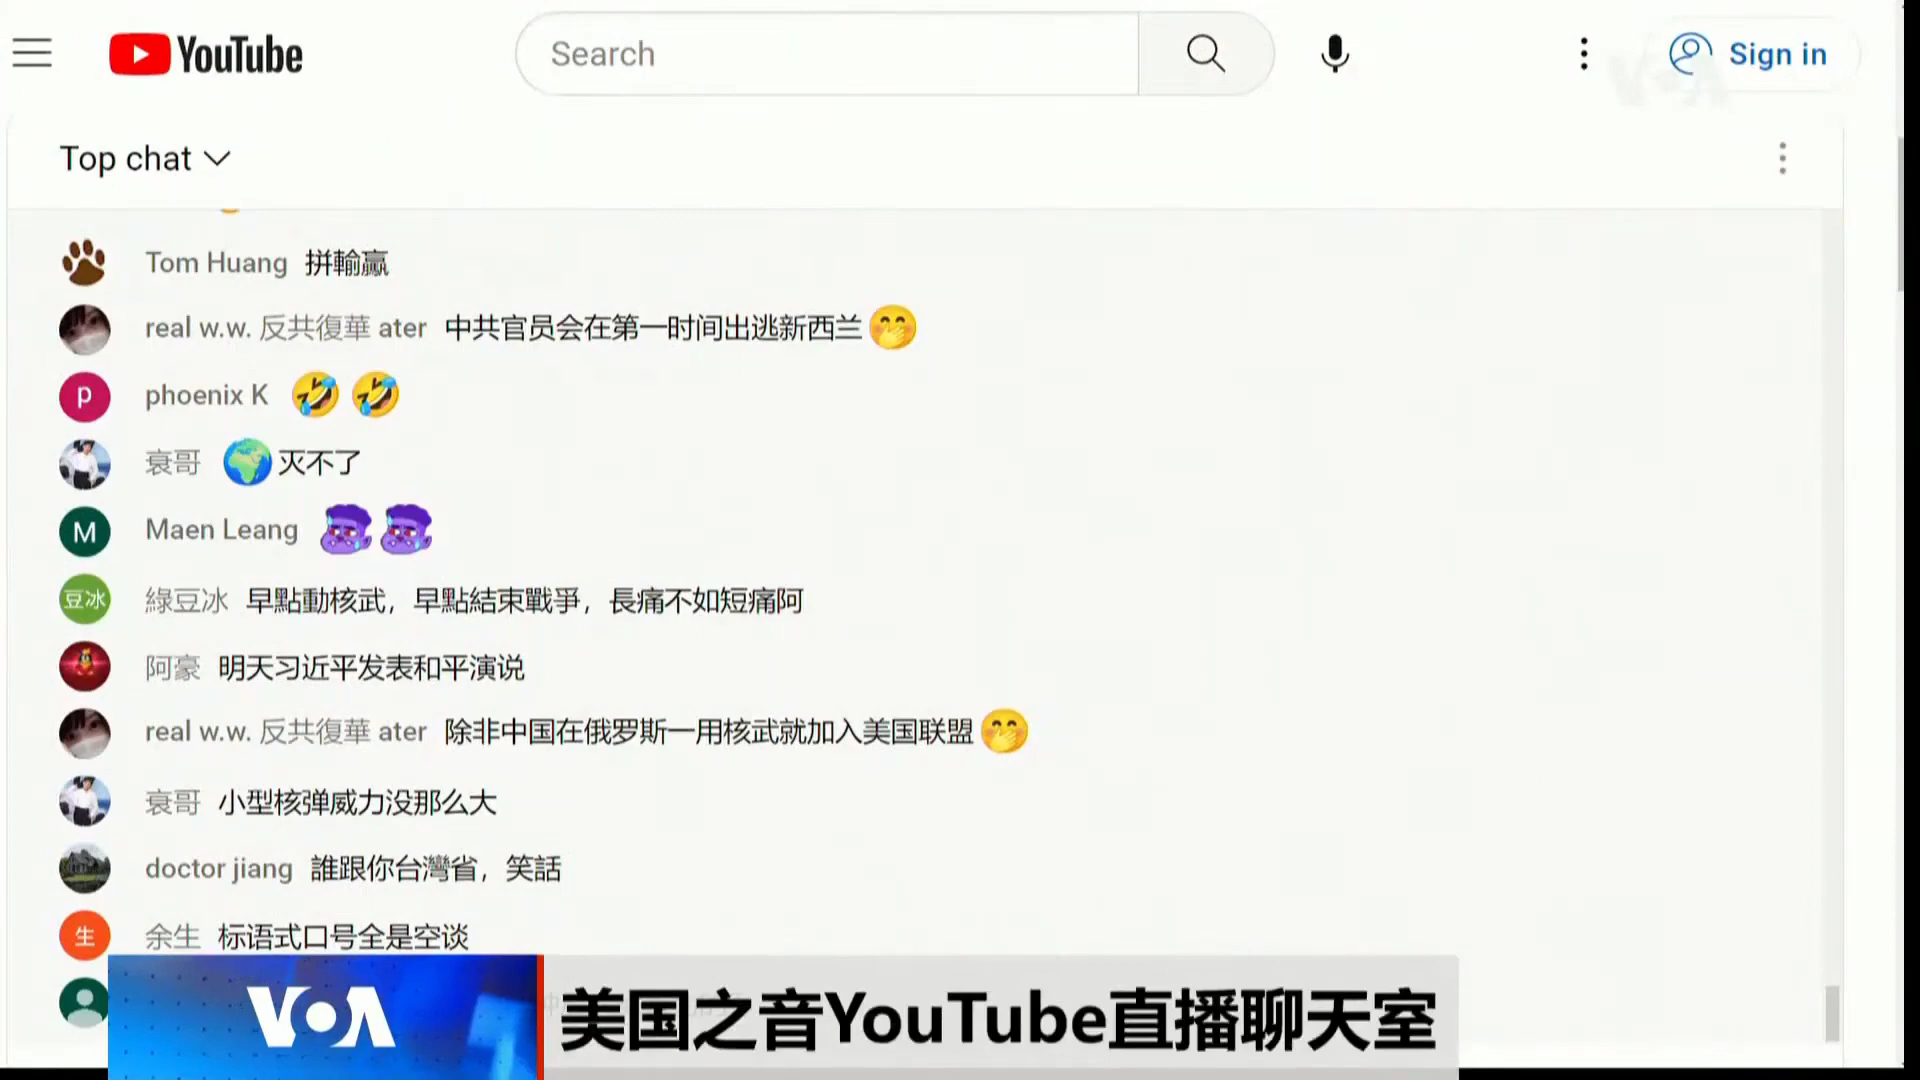 YouTube
Search
Sign in
VOA
Top chat
Tom Huang 拼輸贏
real w.w. 反共復華 ater 中共官员会在第一时间出逃新西兰
P phoenix K
衰哥 灭不了
M Maen Leang
豆冰 綠豆冰 早點動核武，早點結束戰爭，長痛不如短痛阿
阿豪 明天习近平发表和平演说
real w.w. 反共復華 ater 除非中国在俄罗斯一用核武就加入美国联盟
衰哥 小型核弹威力没那么大
doctor jiang 誰跟你台灣省，笑話
生 余生 标语式口号全是空谈
VOA 美国之音YouTube直播聊天室